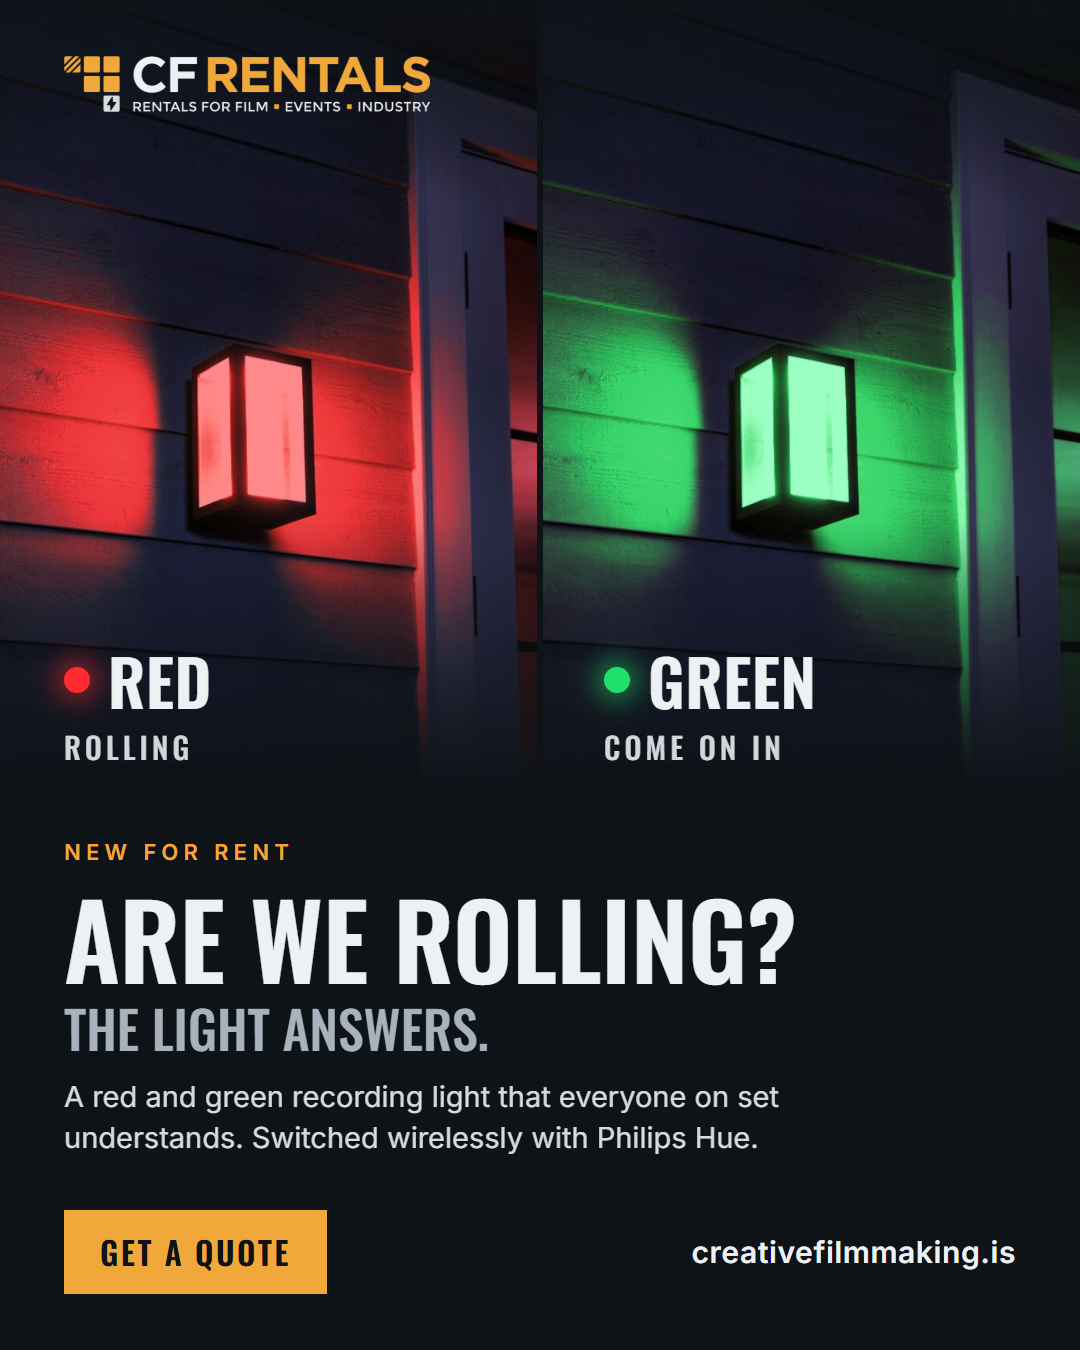 CF RENTALS
RENTALS FOR FILM ▪ EVENTS ▪ INDUSTRY
RED
ROLLING
GREEN
COME ON IN
NEW FOR RENT
ARE WE ROLLING?
THE LIGHT ANSWERS.
A red and green recording light that everyone on set
understands. Switched wirelessly with Philips Hue.
GET A QUOTE
creativefilmmaking.is